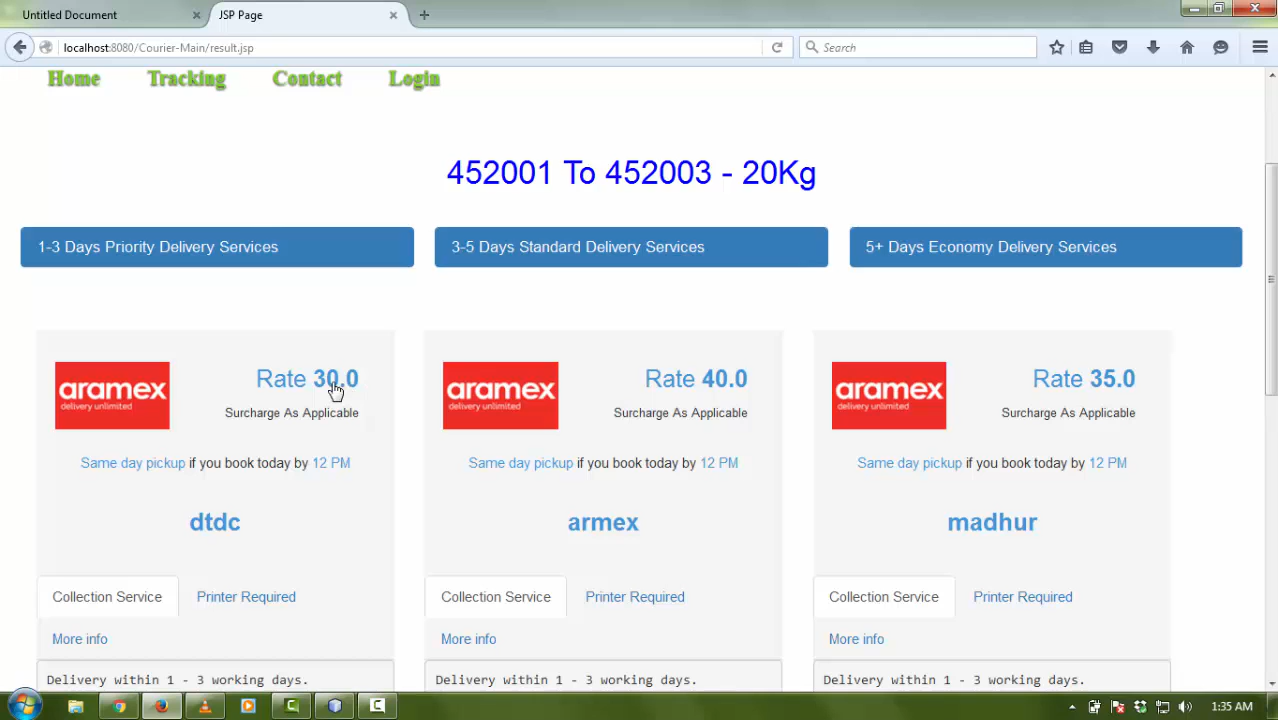 Untitled Document
JSP Page
localhost:8080/Courier-Main/result.jsp
Search
Home Tracking Contact Login
452001 To 452003 - 20Kg
1-3 Days Priority Delivery Services
3-5 Days Standard Delivery Services
5+ Days Economy Delivery Services
aramex
delivery unlimited
Rate 30.0
Surcharge As Applicable
Same day pickup if you book today by 12 PM
dtdc
Collection Service
Printer Required
More info
Delivery within 1 - 3 working days.
aramex
delivery unlimited
Rate 40.0
Surcharge As Applicable
Same day pickup if you book today by 12 PM
armex
Collection Service
Printer Required
More info
Delivery within 1 - 3 working days.
aramex
delivery unlimited
Rate 35.0
Surcharge As Applicable
Same day pickup if you book today by 12 PM
madhur
Collection Service
Printer Required
More info
Delivery within 1 - 3 working days.
1:35 AM